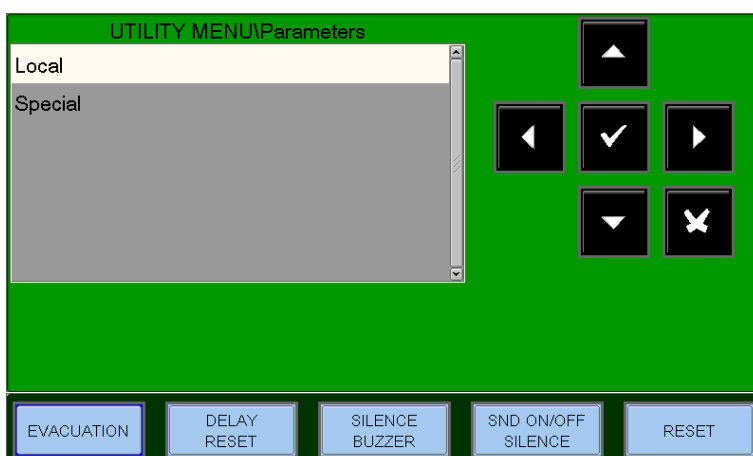 UTILITY MENU\Parameters
Local
Special
EVACUATION
DELAY
RESET
SILENCE
BUZZER
SND ON/OFF
SILENCE
RESET